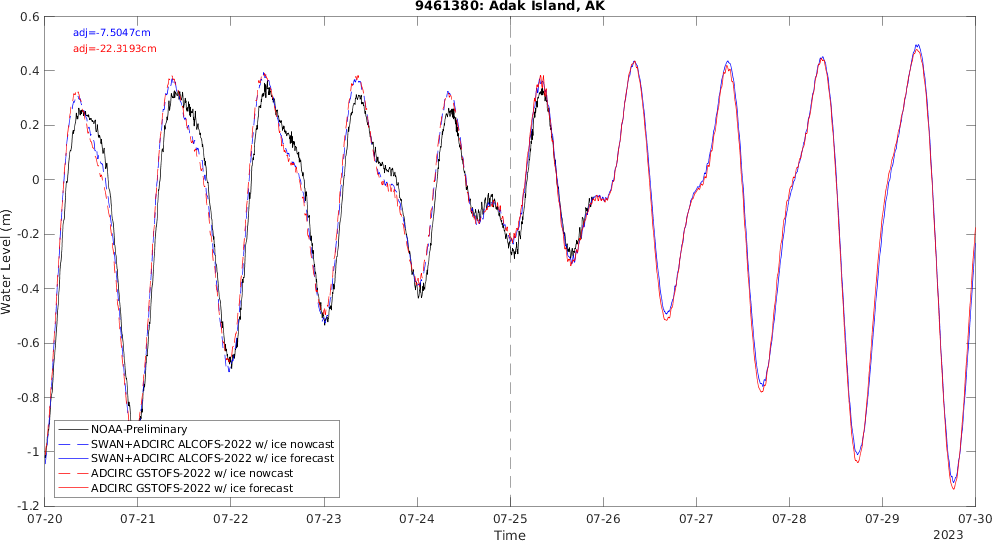 9461380: Adak Island, AK
adj=-7.5047cm
adj=-22.3193cm
Water Level (m)
0.6
0.4
0.2
0
-0.2
-0.4
-0.6
-0.8
-1
-1.2
NOAA-Preliminary
SWAN+ADCIRC ALCOFS-2022 w/ ice nowcast
SWAN+ADCIRC ALCOFS-2022 w/ ice forecast
ADCIRC GSTOFS-2022 w/ ice nowcast
ADCIRC GSTOFS-2022 w/ ice forecast
07-20 07-21 07-22 07-23 07-24 07-25 07-26 07-27 07-28 07-29 07-30
Time
2023